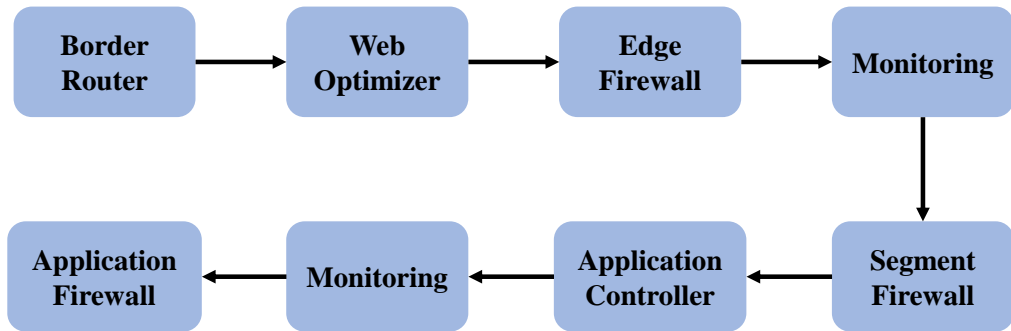 Border
Router
Web
Optimizer
Edge
Firewall
Monitoring
Application
Firewall
Monitoring
Application
Controller
Segment
Firewall